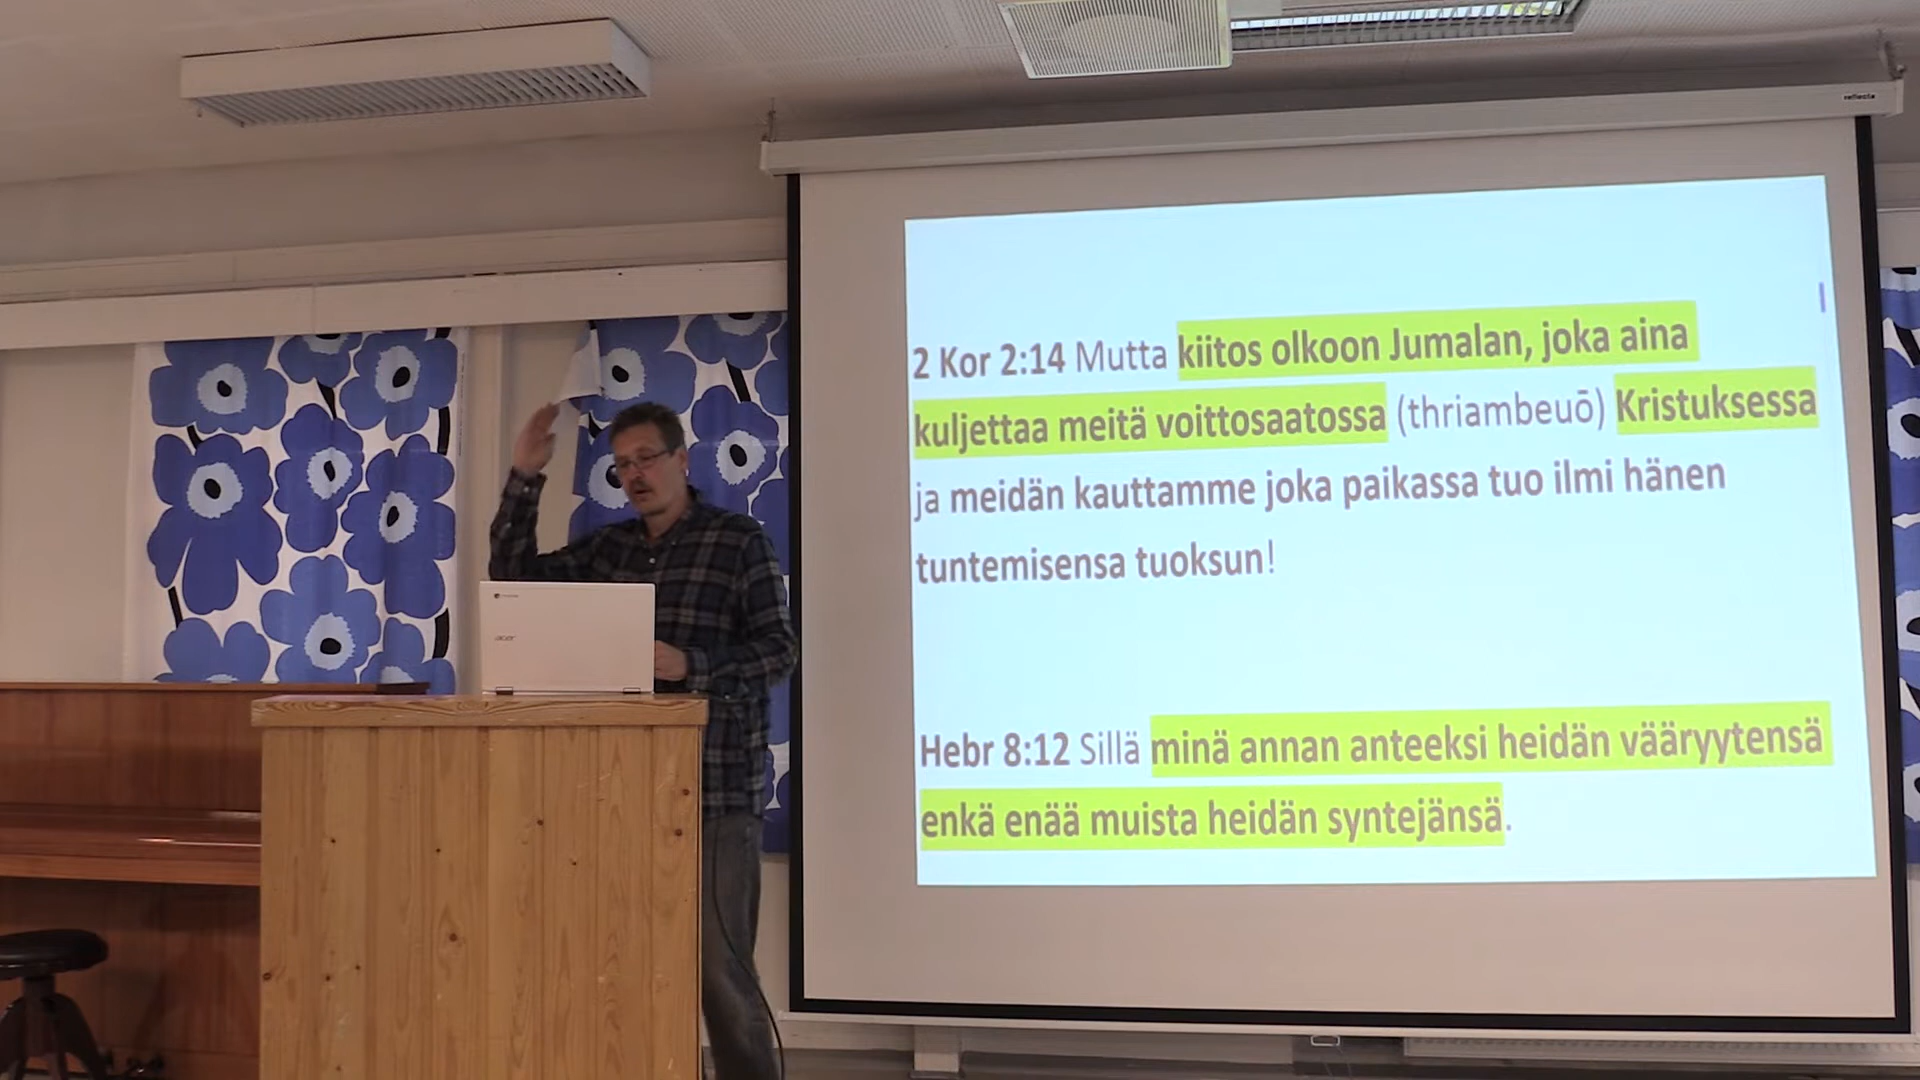 reflecta
2 Kor 2:14 Mutta kiitos olkoon Jumalan, joka aina
kuljettaa meitä voittosaatossa (thriambeuō) Kristuksessa
ja meidän kauttamme joka paikassa tuo ilmi hänen
tuntemisensa tuoksun!
Hebr 8:12 Sillä minä annan anteeksi heidän vääryytensä
enkä enää muista heidän syntejänsä.
acer